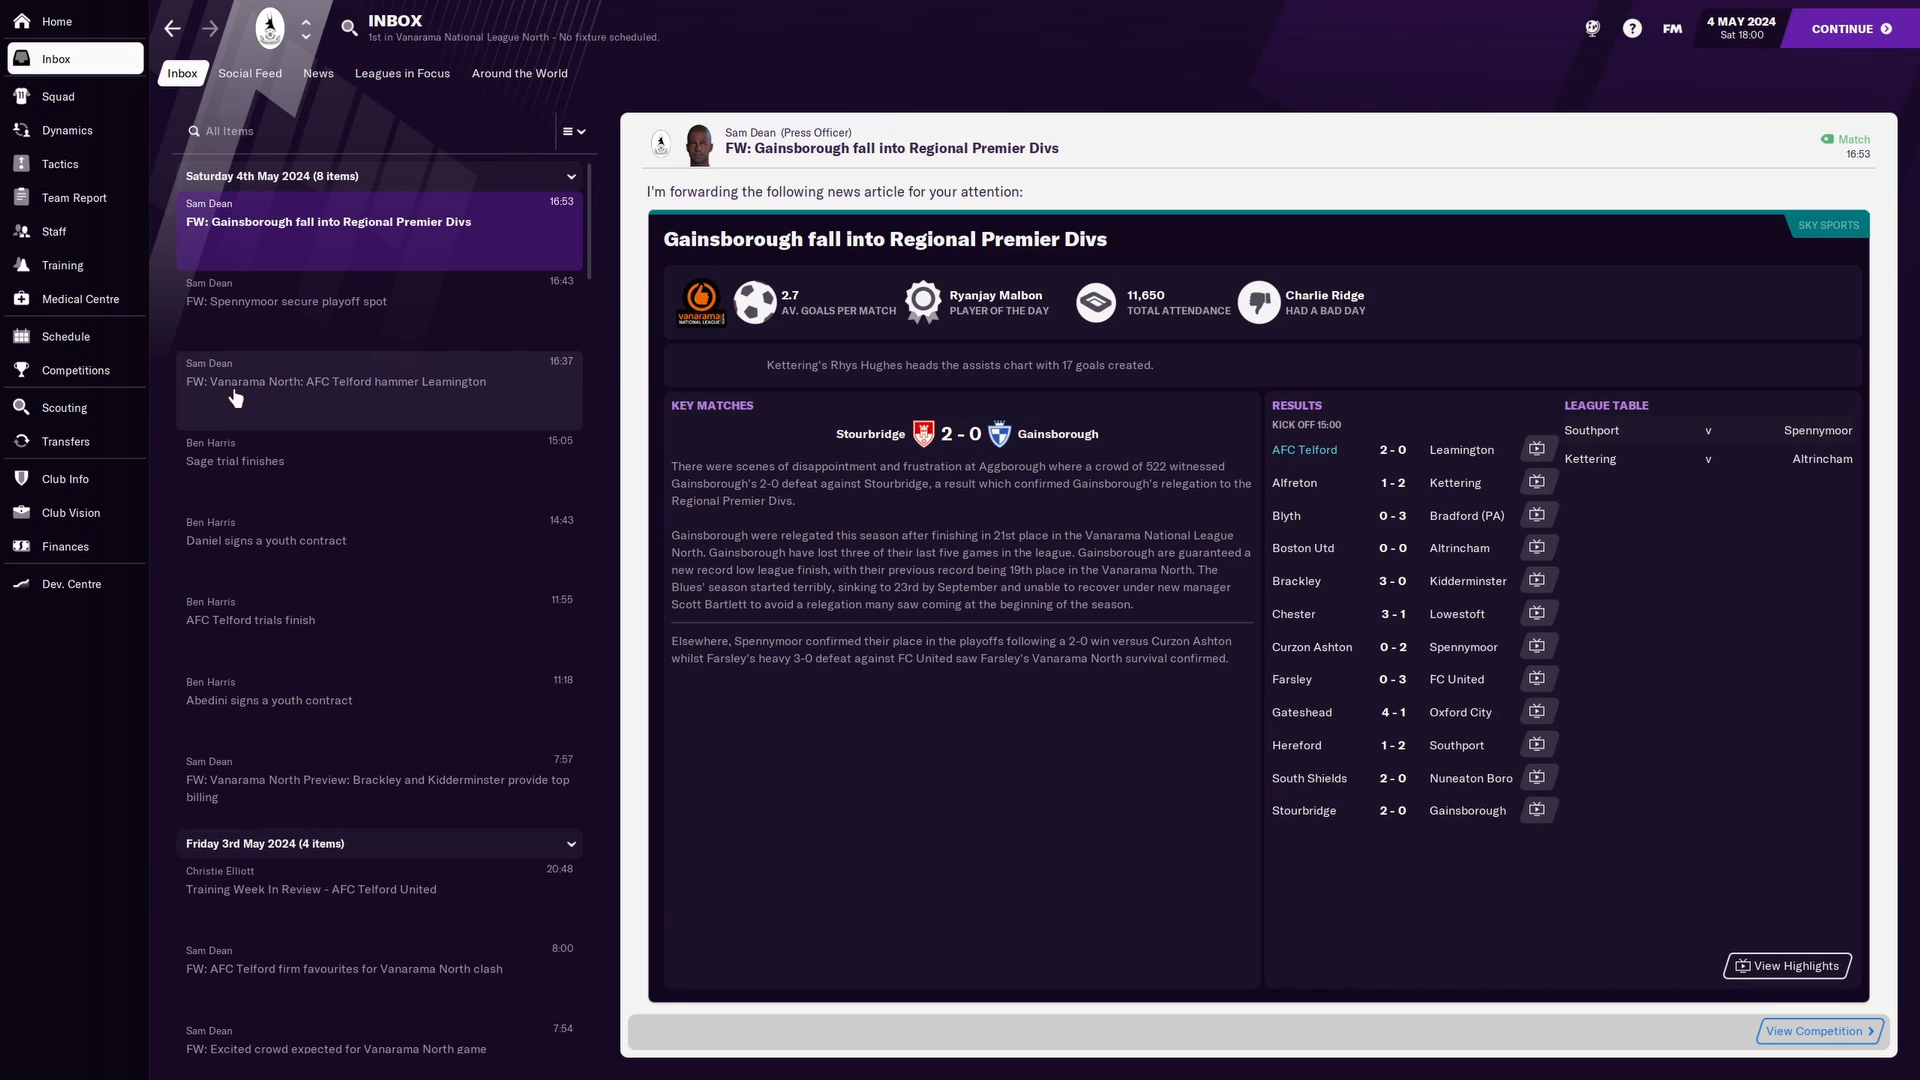 Home
Inbox
Squad
Dynamics
Tactics
Team Report
Staff
Training
Medical Centre
Schedule
Competitions
Scouting
Transfers
Club Info
Club Vision
Finances
Dev. Centre
INBOX
1st in Vanarama National League North - No fixture scheduled.
FM
4 MAY 2024
Sat 18:00
CONTINUE
Inbox
Social Feed
News
Leagues in Focus
Around the World
All Items
Saturday 4th May 2024 (8 items)
Sam Dean 16:53
FW: Gainsborough fall into Regional Premier Divs
Sam Dean 16:43
FW: Spennymoor secure playoff spot
Sam Dean 16:37
FW: Vanarama North: AFC Telford hammer Leamington
Ben Harris 15:05
Sage trial finishes
Ben Harris 14:43
Daniel signs a youth contract
Ben Harris 11:55
AFC Telford trials finish
Ben Harris 11:18
Abedini signs a youth contract
Sam Dean 7:57
FW: Vanarama North Preview: Brackley and Kidderminster provide top
billing
Friday 3rd May 2024 (4 items)
Christie Elliott 20:48
Training Week In Review - AFC Telford United
Sam Dean 8:00
FW: AFC Telford firm favourites for Vanarama North clash
Sam Dean 7:54
FW: Excited crowd expected for Vanarama North game
Sam Dean (Press Officer)
FW: Gainsborough fall into Regional Premier Divs
Match
16:53
I'm forwarding the following news article for your attention:
SKY SPORTS
Gainsborough fall into Regional Premier Divs
vanarama
NATIONAL LEAGUE
2.7
AV. GOALS PER MATCH
Ryanjay Malbon
PLAYER OF THE DAY
11,650
TOTAL ATTENDANCE
Charlie Ridge
HAD A BAD DAY
Kettering's Rhys Hughes heads the assists chart with 17 goals created.
KEY MATCHES
Stourbridge 2 - 0 Gainsborough
There were scenes of disappointment and frustration at Aggborough where a crowd of 522 witnessed
Gainsborough's 2-0 defeat against Stourbridge, a result which confirmed Gainsborough's relegation to the
Regional Premier Divs.
Gainsborough were relegated this season after finishing in 21st place in the Vanarama National League
North. Gainsborough have lost three of their last five games in the league. Gainsborough are guaranteed a
new record low league finish, with their previous record being 19th place in the Vanarama North. The
Blues' season started terribly, sinking to 23rd by September and unable to recover under new manager
Scott Bartlett to avoid a relegation many saw coming at the beginning of the season.
Elsewhere, Spennymoor confirmed their place in the playoffs following a 2-0 win versus Curzon Ashton
whilst Farsley's heavy 3-0 defeat against FC United saw Farsley's Vanarama North survival confirmed.
RESULTS
KICK OFF 15:00
AFC Telford 2 - 0 Leamington
Alfreton 1 - 2 Kettering
Blyth 0 - 3 Bradford (PA)
Boston Utd 0 - 0 Altrincham
Brackley 3 - 0 Kidderminster
Chester 3 - 1 Lowestoft
Curzon Ashton 0 - 2 Spennymoor
Farsley 0 - 3 FC United
Gateshead 4 - 1 Oxford City
Hereford 1 - 2 Southport
South Shields 2 - 0 Nuneaton Boro
Stourbridge 2 - 0 Gainsborough
LEAGUE TABLE
Southport v Spennymoor
Kettering v Altrincham
View Highlights
View Competition